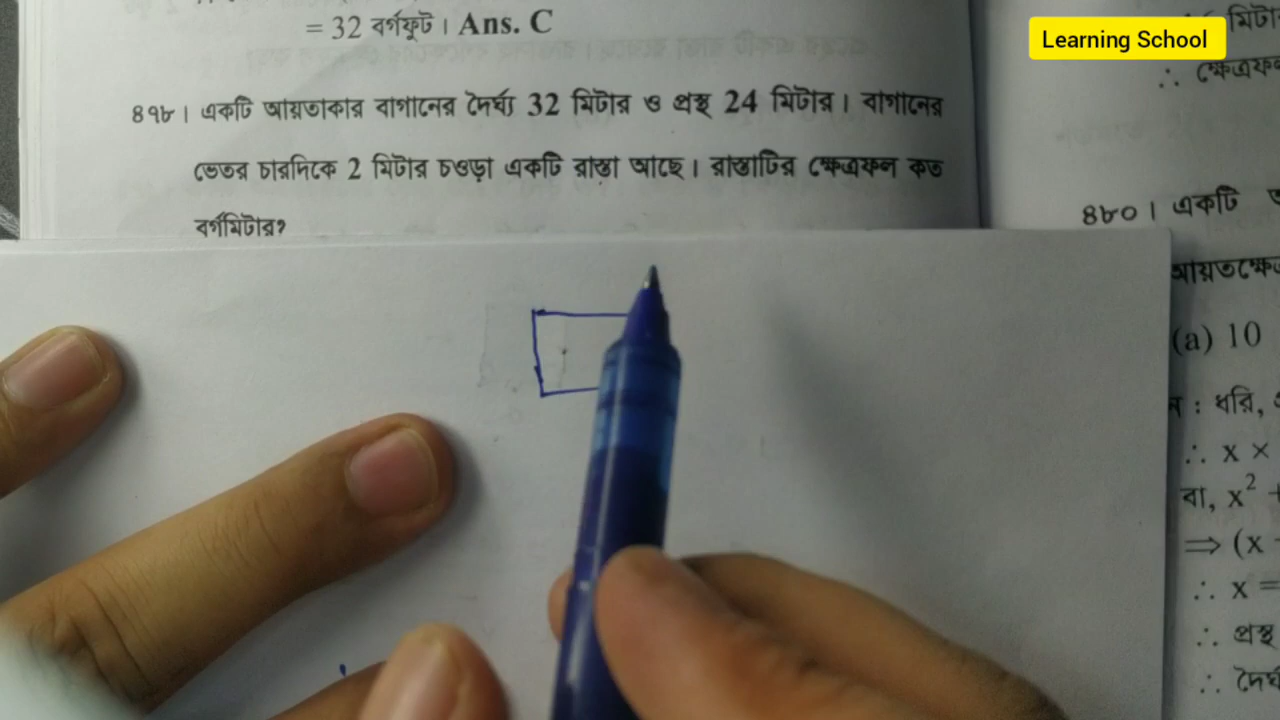 = 32 বর্গফুট। Ans. C
৪৭৮। একটি আয়তাকার বাগানের দৈর্ঘ্য 32 মিটার ও প্রস্থ 24 মিটার। বাগানের
ভেতর চারদিকে 2 মিটার চওড়া একটি রাস্তা আছে। রাস্তাটির ক্ষেত্রফল কত
বর্গমিটার?
Learning School
মিটার
∴ ক্ষেত্রফল
৪৮০। একটি
আয়তক্ষে
(a) 10
: ধরি,
∴ x ×
বা, x² +
⇒ (x -
∴ x =
∴ প্রস্থ
∴ দৈর্ঘ